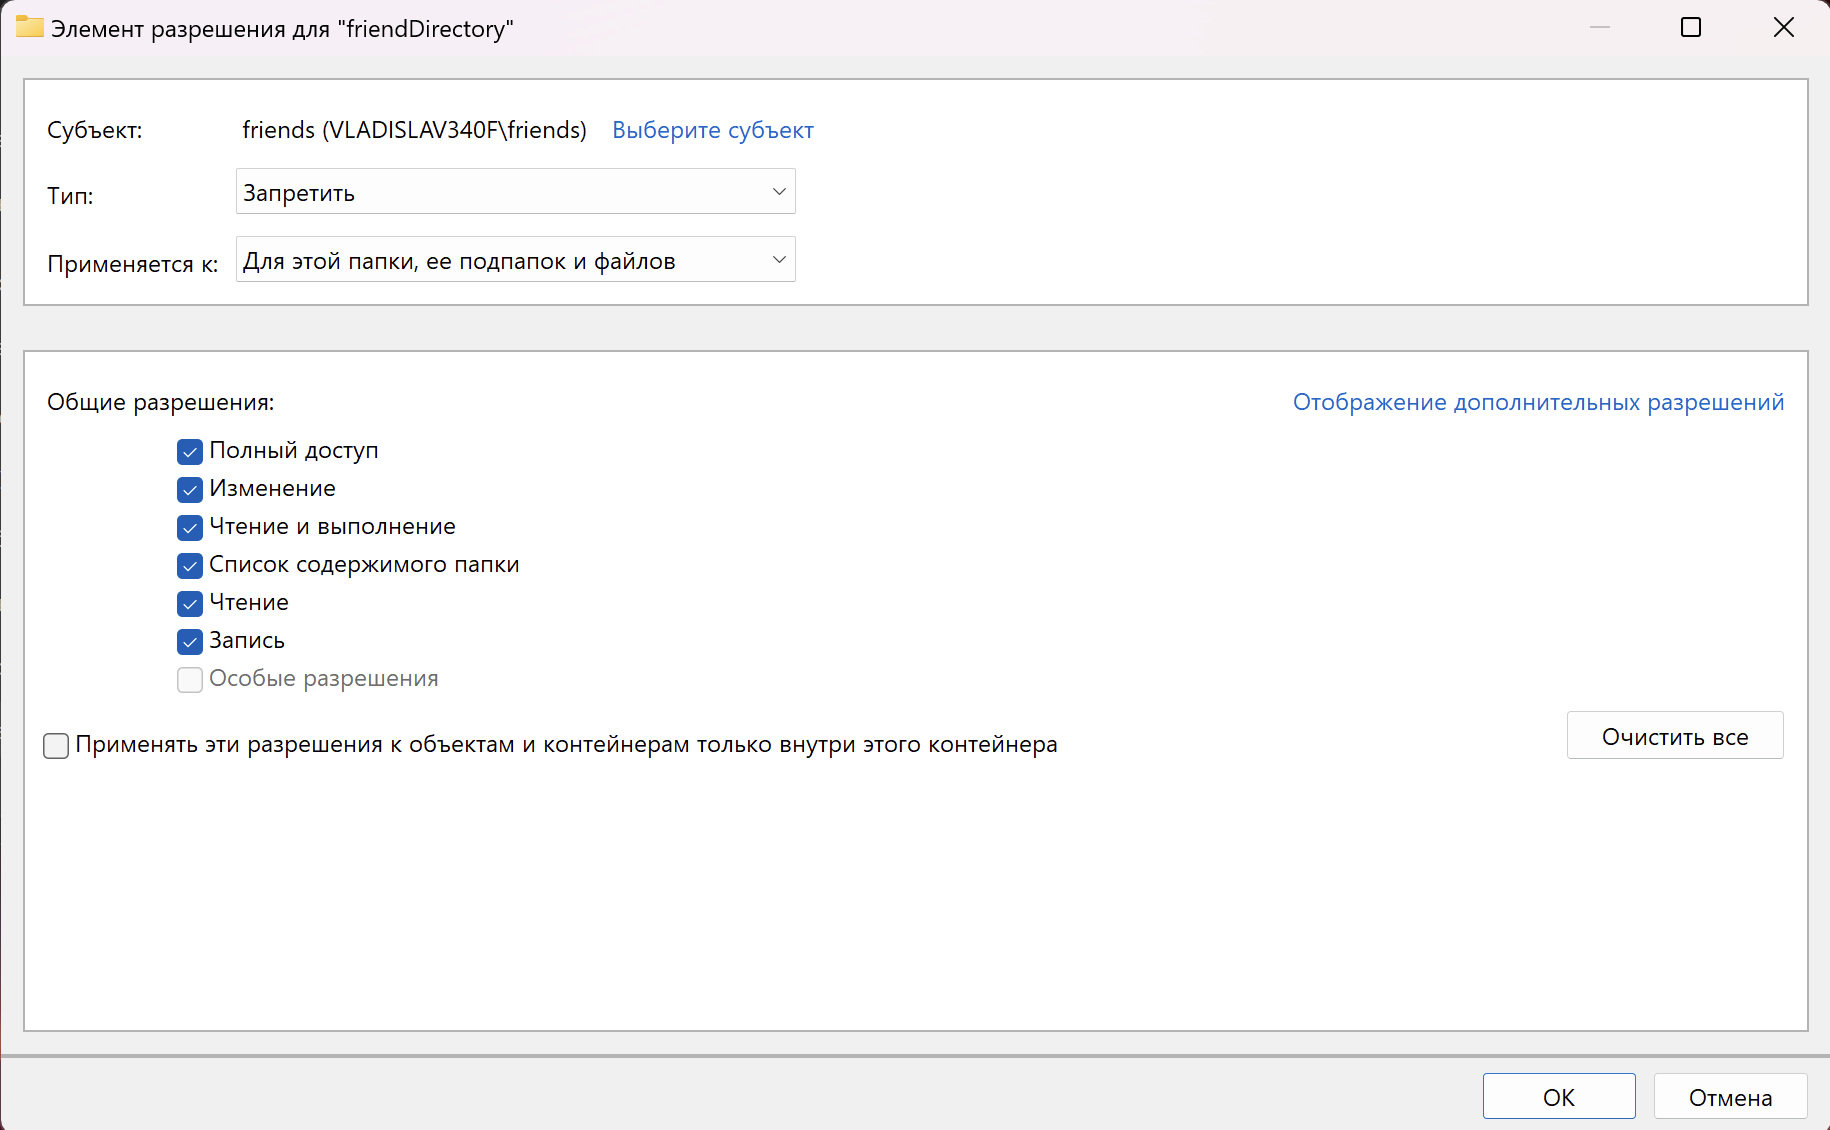 Элемент разрешения для "friendDirectory"
Субъект: friends (VLADISLAV340F\friends) Выберите субъект
Тип: Запретить
Применяется к: Для этой папки, ее подпапок и файлов
Общие разрешения: Отображение дополнительных разрешений
Полный доступ
Изменение
Чтение и выполнение
Список содержимого папки
Чтение
Запись
Особые разрешения
Применять эти разрешения к объектам и контейнерам только внутри этого контейнера
Очистить все
ОК Отмена